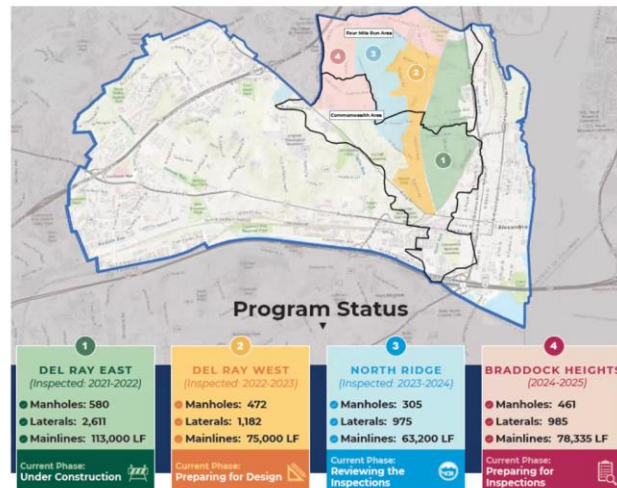 4
3
Four Mile Run Area
2
Commonwealth Area
1
Alexandria
Program Status
1
DEL RAY EAST
(Inspected: 2021-2022)
Manholes: 580
Laterals: 2,611
Mainlines: 113,000 LF
Current Phase:
Under Construction
2
DEL RAY WEST
(Inspected: 2022-2023)
Manholes: 472
Laterals: 1,182
Mainlines: 75,000 LF
Current Phase:
Preparing for Design
3
NORTH RIDGE
(Inspected: 2023-2024)
Manholes: 305
Laterals: 975
Mainlines: 63,200 LF
Current Phase:
Reviewing the
Inspections
4
BRADDOCK HEIGHTS
(2024-2025)
Manholes: 461
Laterals: 985
Mainlines: 78,335 LF
Current Phase:
Preparing for
Inspections